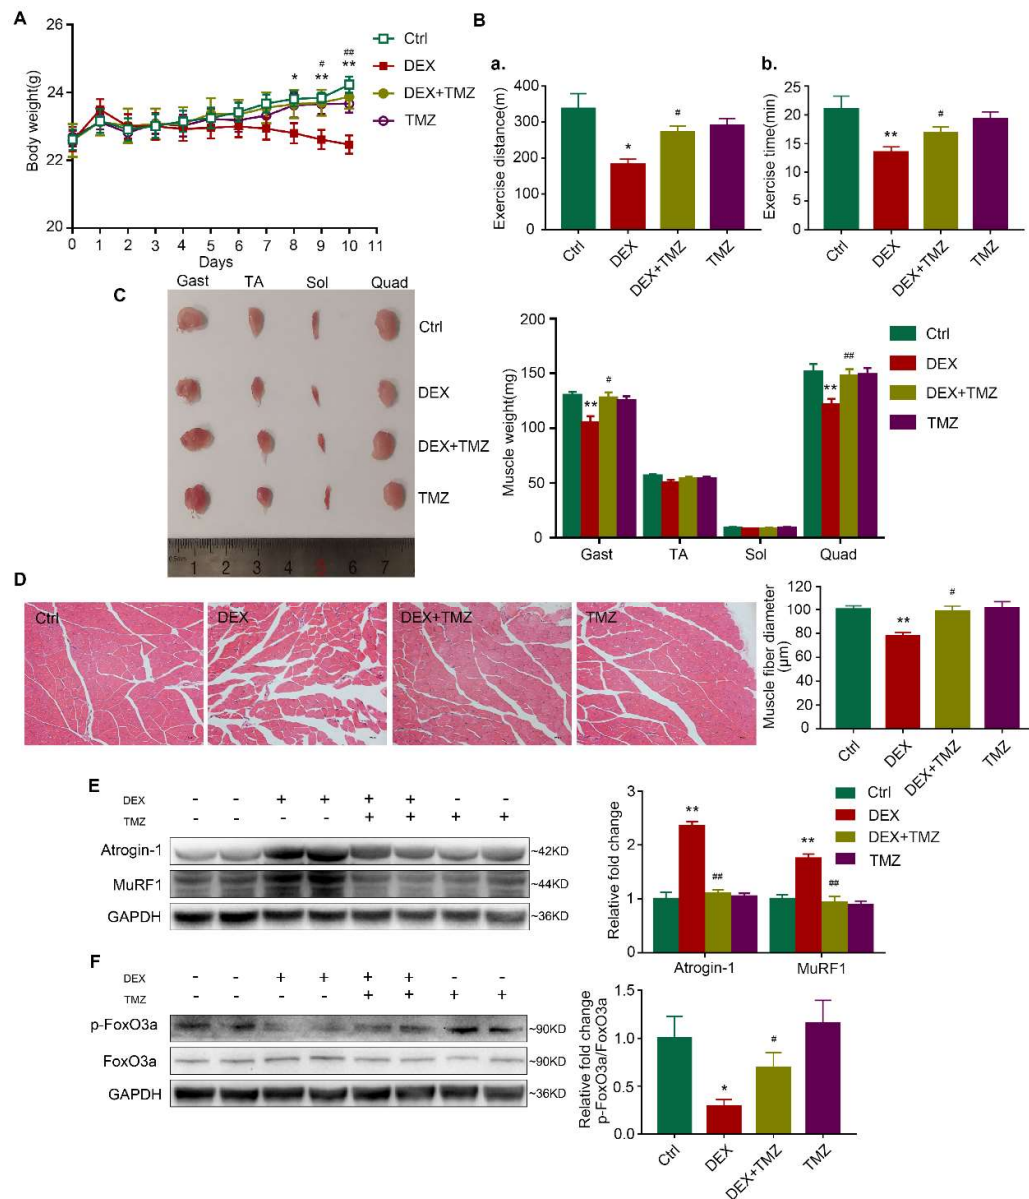 A
Body weight(g)
26
24
22
20
0 1 2 3 4 5 6 7 8 9 10 11
Days
* # ** ## **
Ctrl
DEX
DEX+TMZ
TMZ
B
a.
Exercise distance(m)
400
300
200
100
0
* #
Ctrl DEX DEX+TMZ TMZ
b.
Exercise time(min)
25
20
15
10
5
0
** #
Ctrl DEX DEX+TMZ TMZ
C
Gast TA Sol Quad
Ctrl
DEX
DEX+TMZ
TMZ
1 2 3 4 5 6 7
Muscle weight(mg)
200
150
100
50
0
** # ** ##
Gast TA Sol Quad
Ctrl
DEX
DEX+TMZ
TMZ
D
Ctrl DEX DEX+TMZ TMZ
Muscle fiber diameter
(μm)
120
100
80
60
40
20
0
** #
Ctrl DEX DEX+TMZ TMZ
E
DEX - - + + + + - -
TMZ - - - - + + + +
Atrogin-1 ~42KD
MuRF1 ~44KD
GAPDH ~36KD
Relative fold change
3
2
1
0
** ## ** ##
Atrogin-1 MuRF1
Ctrl
DEX
DEX+TMZ
TMZ
F
DEX - - + + + + - -
TMZ - - - - + + + +
p-FoxO3a ~90KD
FoxO3a ~90KD
GAPDH ~36KD
Relative fold change
p-FoxO3a/FoxO3a
1.5
1.0
0.5
0.0
* #
Ctrl DEX DEX+TMZ TMZ